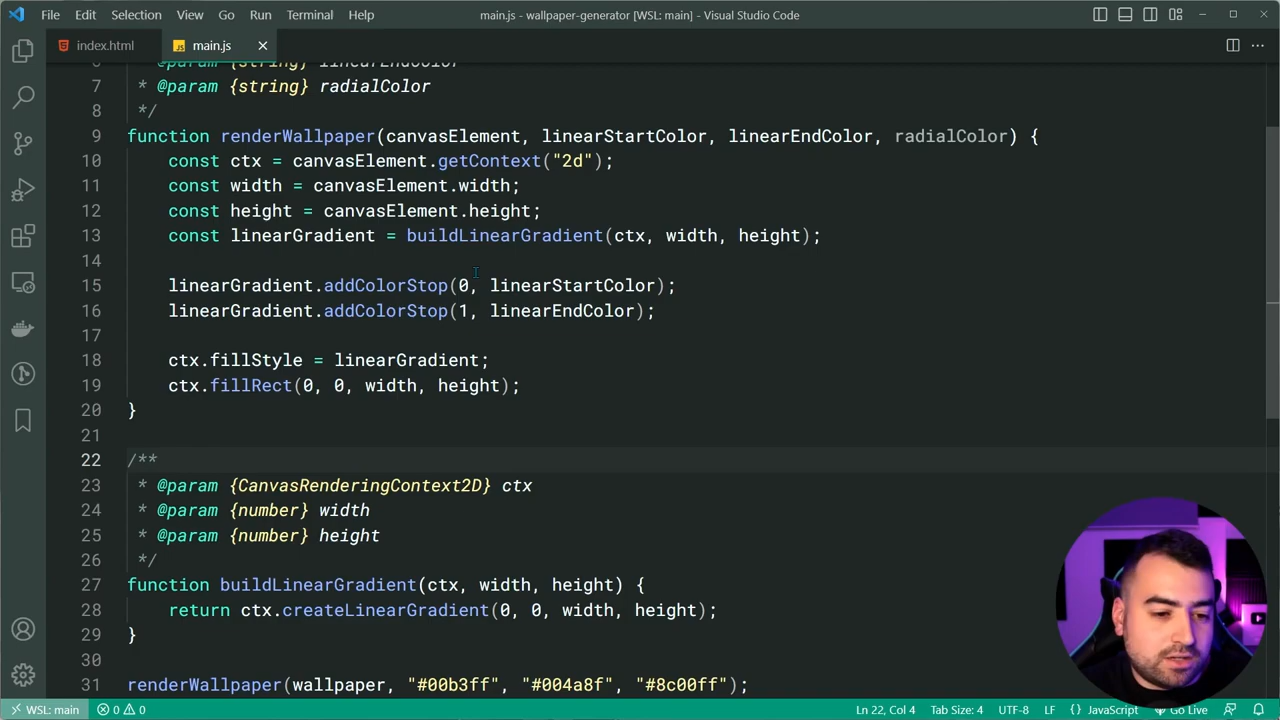 File Edit Selection View Go Run Terminal Help main.js - wallpaper-generator [WSL: main] - Visual Studio Code
index.html main.js
6 * @param {string} linearEndColor
7 * @param {string} radialColor
8 */
9 function renderWallpaper(canvasElement, linearStartColor, linearEndColor, radialColor) {
10 const ctx = canvasElement.getContext("2d");
11 const width = canvasElement.width;
12 const height = canvasElement.height;
13 const linearGradient = buildLinearGradient(ctx, width, height);
14
15 linearGradient.addColorStop(0, linearStartColor);
16 linearGradient.addColorStop(1, linearEndColor);
17
18 ctx.fillStyle = linearGradient;
19 ctx.fillRect(0, 0, width, height);
20 }
21
22 /**
23 * @param {CanvasRenderingContext2D} ctx
24 * @param {number} width
25 * @param {number} height
26 */
27 function buildLinearGradient(ctx, width, height) {
28 return ctx.createLinearGradient(0, 0, width, height);
29 }
30
31 renderWallpaper(wallpaper, "#00b3ff", "#004a8f", "#8c00ff");
WSL: main 0 0 Ln 22, Col 4 Tab Size: 4 UTF-8 LF {} JavaScript Go Live